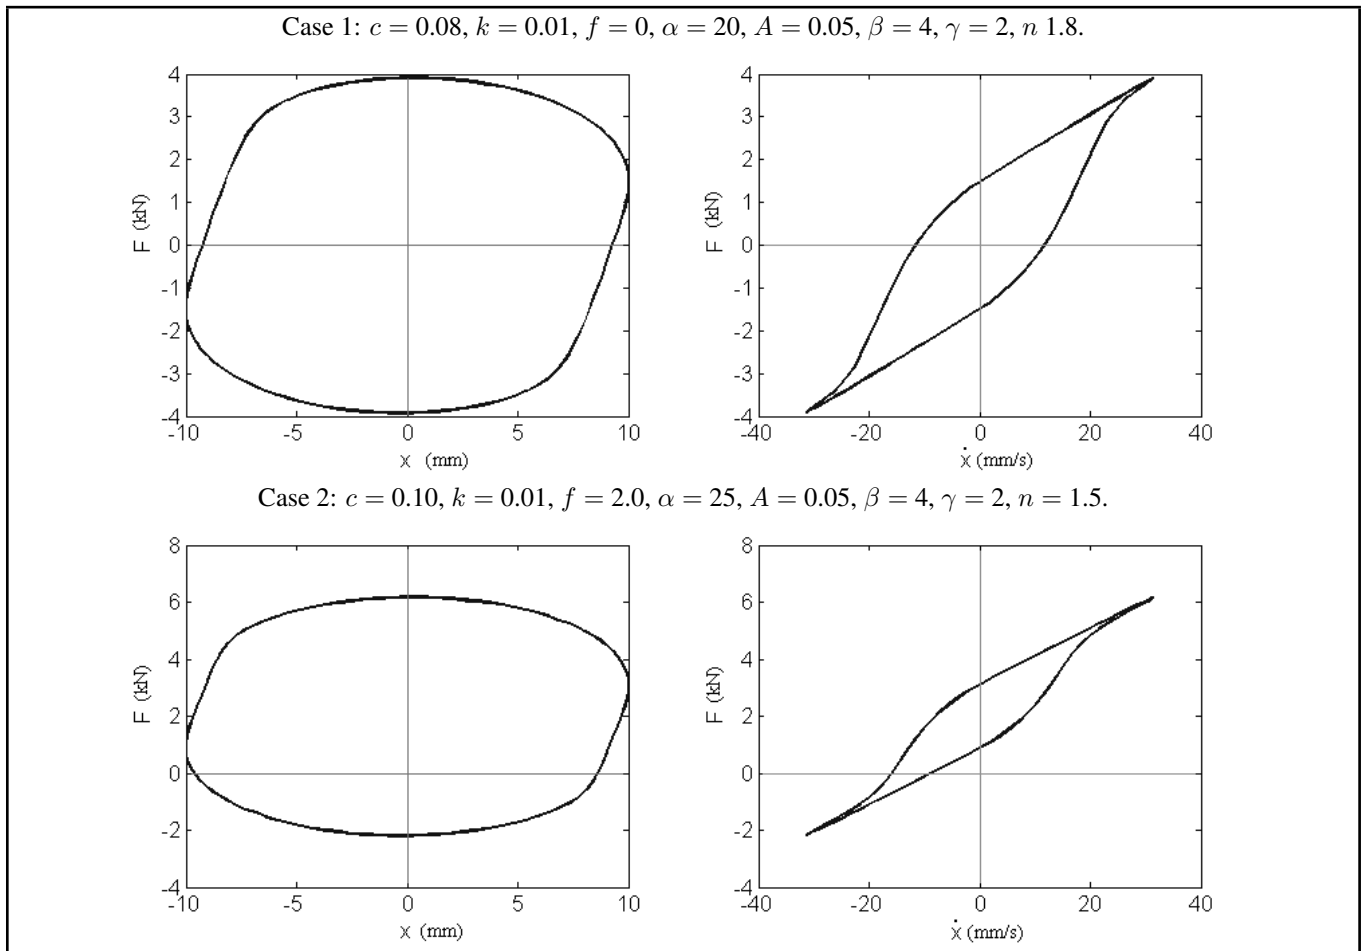 Case 1: c = 0.08, k = 0.01, f = 0, α = 20, A = 0.05, β = 4, γ = 2, n 1.8.
4
3
2
1
0
-1
-2
-3
-4
F (kN)
-10 -5 0 5 10
x (mm)
4
3
2
1
0
-1
-2
-3
-4
F (kN)
-40 -20 0 20 40
ẋ (mm/s)
Case 2: c = 0.10, k = 0.01, f = 2.0, α = 25, A = 0.05, β = 4, γ = 2, n = 1.5.
8
6
4
2
0
-2
-4
F (kN)
-10 -5 0 5 10
x (mm)
8
6
4
2
0
-2
-4
F (kN)
-40 -20 0 20 40
ẋ (mm/s)